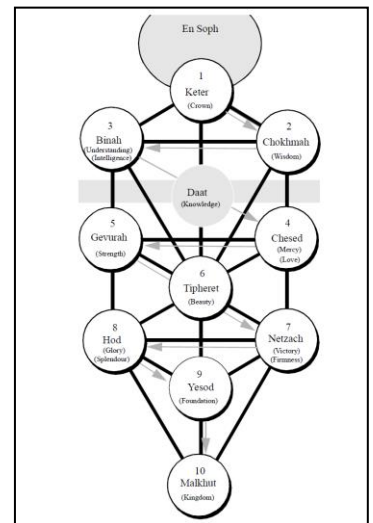 En Soph
1
Keter
(Crown)
3
Binah
(Understanding)
(Intelligence)
2
Chokhmah
(Wisdom)
Daat
(Knowledge)
5
Gevurah
(Strength)
4
Chesed
(Mercy)
(Love)
6
Tipheret
(Beauty)
8
Hod
(Glory)
(Splendour)
7
Netzach
(Victory)
(Firmness)
9
Yesod
(Foundation)
10
Malkhut
(Kingdom)